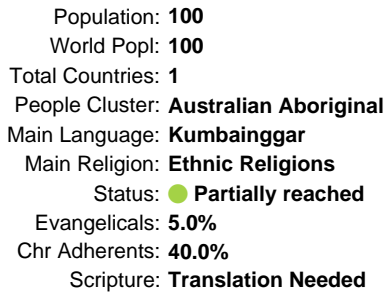 Population: 100
World Popl: 100
Total Countries: 1
People Cluster: Australian Aboriginal
Main Language: Kumbainggar
Main Religion: Ethnic Religions
Status: Partially reached
Evangelicals: 5.0%
Chr Adherents: 40.0%
Scripture: Translation Needed